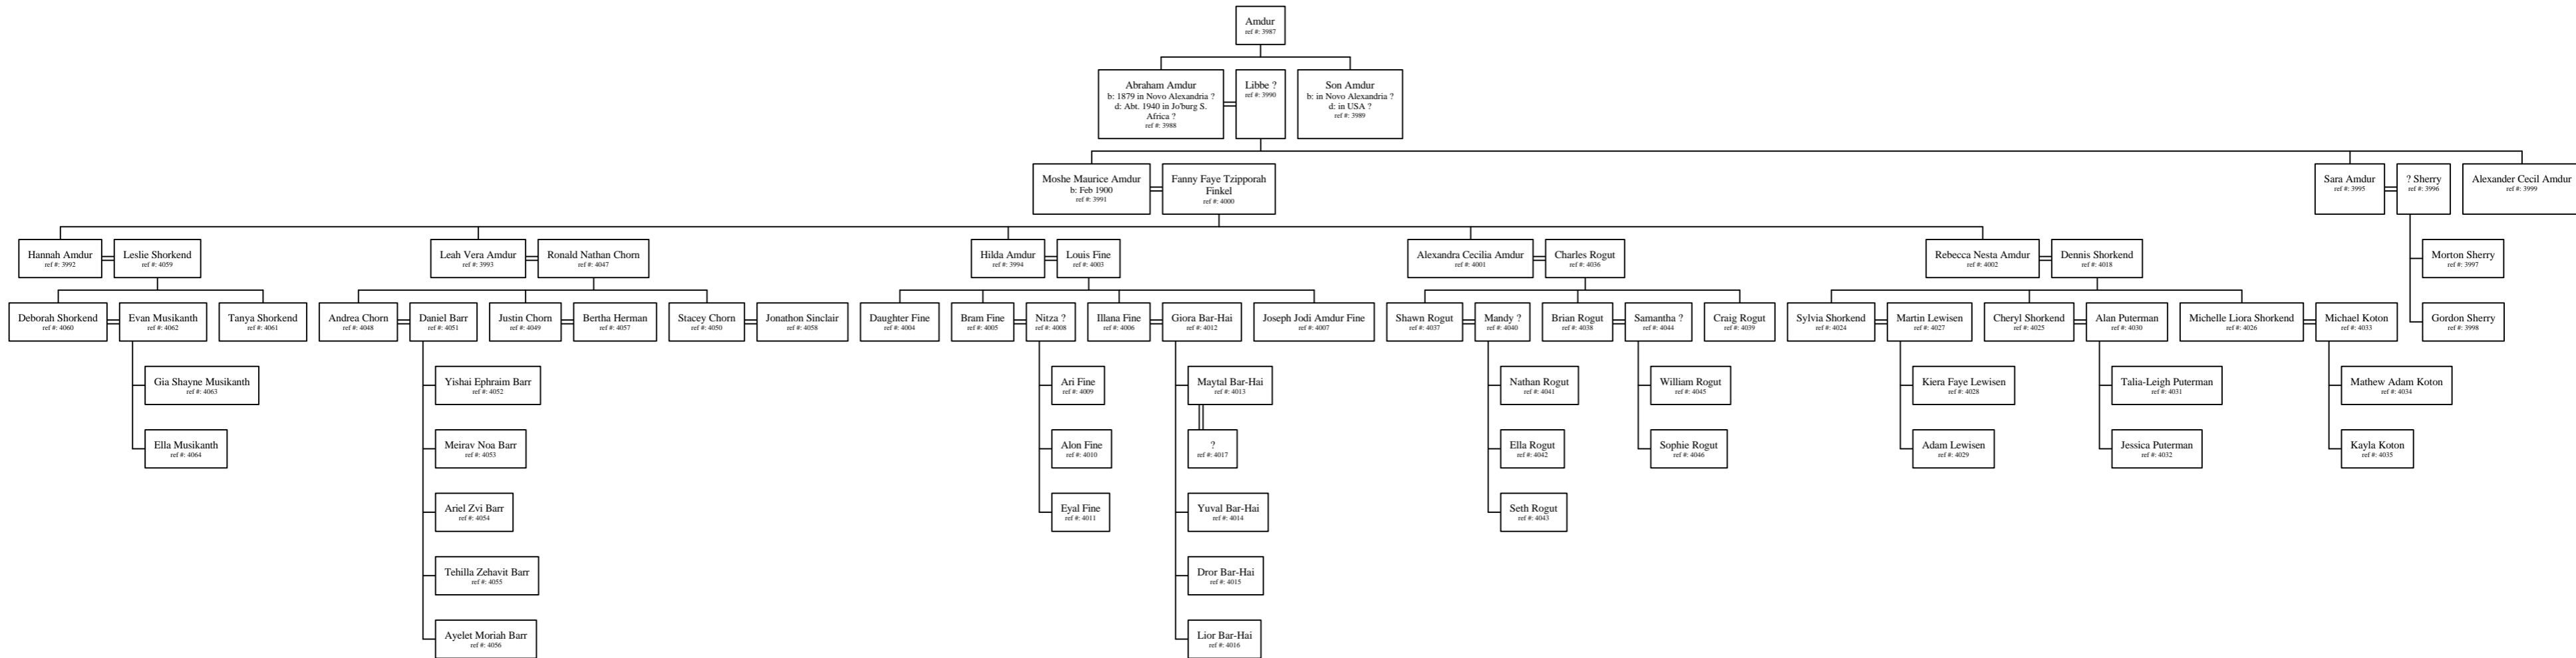 Amdur
ref #: 3987
Abraham Amdur
b: 1879 in Novo Alexandria ?
d: Abt. 1940 in Jo'burg S.
Africa ?
ref #: 3988
Libbe ?
ref #: 3990
Son Amdur
b: in Novo Alexandria ?
d: in USA ?
ref #: 3989
Moshe Maurice Amdur
b: Feb 1900
ref #: 3991
Fanny Faye Tzipporah
Finkel
ref #: 4000
Sara Amdur
ref #: 3995
? Sherry
ref #: 3996
Alexander Cecil Amdur
ref #: 3999
Hannah Amdur
ref #: 3992
Leslie Shorkend
ref #: 4059
Leah Vera Amdur
ref #: 3993
Ronald Nathan Chorn
ref #: 4047
Hilda Amdur
ref #: 3994
Louis Fine
ref #: 4003
Alexandra Cecilia Amdur
ref #: 4001
Charles Rogut
ref #: 4036
Rebecca Nesta Amdur
ref #: 4002
Dennis Shorkend
ref #: 4018
Morton Sherry
ref #: 3997
Deborah Shorkend
ref #: 4060
Evan Musikanth
ref #: 4062
Tanya Shorkend
ref #: 4061
Andrea Chorn
ref #: 4048
Daniel Barr
ref #: 4051
Justin Chorn
ref #: 4049
Bertha Herman
ref #: 4057
Stacey Chorn
ref #: 4050
Jonathon Sinclair
ref #: 4058
Daughter Fine
ref #: 4004
Bram Fine
ref #: 4005
Nitza ?
ref #: 4008
Illana Fine
ref #: 4006
Giora Bar-Hai
ref #: 4012
Joseph Jodi Amdur Fine
ref #: 4007
Shawn Rogut
ref #: 4037
Mandy ?
ref #: 4040
Brian Rogut
ref #: 4038
Samantha ?
ref #: 4044
Craig Rogut
ref #: 4039
Sylvia Shorkend
ref #: 4024
Martin Lewisen
ref #: 4027
Cheryl Shorkend
ref #: 4025
Alan Puterman
ref #: 4030
Michelle Liora Shorkend
ref #: 4026
Michael Koton
ref #: 4033
Gordon Sherry
ref #: 3998
Gia Shayne Musikanth
ref #: 4063
Yishai Ephraim Barr
ref #: 4052
Ari Fine
ref #: 4009
Maytal Bar-Hai
ref #: 4013
Nathan Rogut
ref #: 4041
William Rogut
ref #: 4045
Kiera Faye Lewisen
ref #: 4028
Talia-Leigh Puterman
ref #: 4031
Mathew Adam Koton
ref #: 4034
Ella Musikanth
ref #: 4064
Meirav Noa Barr
ref #: 4053
Alon Fine
ref #: 4010
?
ref #: 4017
Ella Rogut
ref #: 4042
Sophie Rogut
ref #: 4046
Adam Lewisen
ref #: 4029
Jessica Puterman
ref #: 4032
Kayla Koton
ref #: 4035
Ariel Zvi Barr
ref #: 4054
Eyal Fine
ref #: 4011
Yuval Bar-Hai
ref #: 4014
Seth Rogut
ref #: 4043
Tehilla Zehavit Barr
ref #: 4055
Dror Bar-Hai
ref #: 4015
Ayelet Moriah Barr
ref #: 4056
Lior Bar-Hai
ref #: 4016